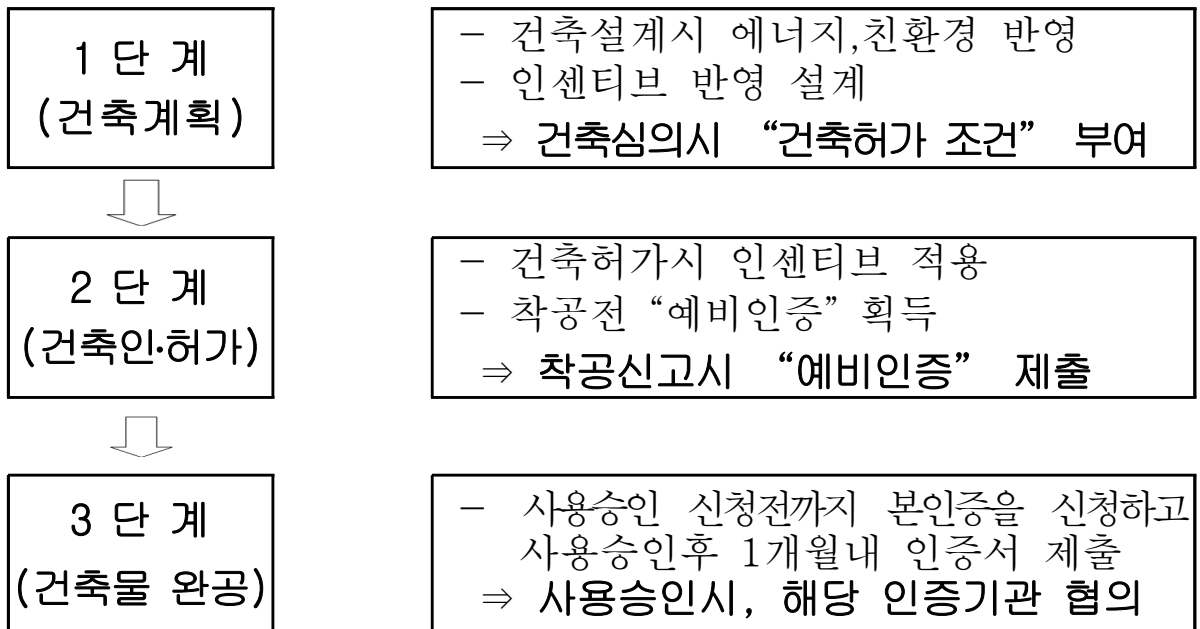 1 단 계
(건축계획)
- 건축설계시 에너지,친환경 반영
- 인센티브 반영 설계
⇒ 건축심의시 “건축허가 조건” 부여
2 단 계
(건축인·허가)
- 건축허가시 인센티브 적용
- 착공전 “예비인증” 획득
⇒ 착공신고시 “예비인증” 제출
3 단 계
(건축물 완공)
- 사용승인 신청전까지 본인증을 신청하고
사용승인후 1개월내 인증서 제출
⇒ 사용승인시, 해당 인증기관 협의